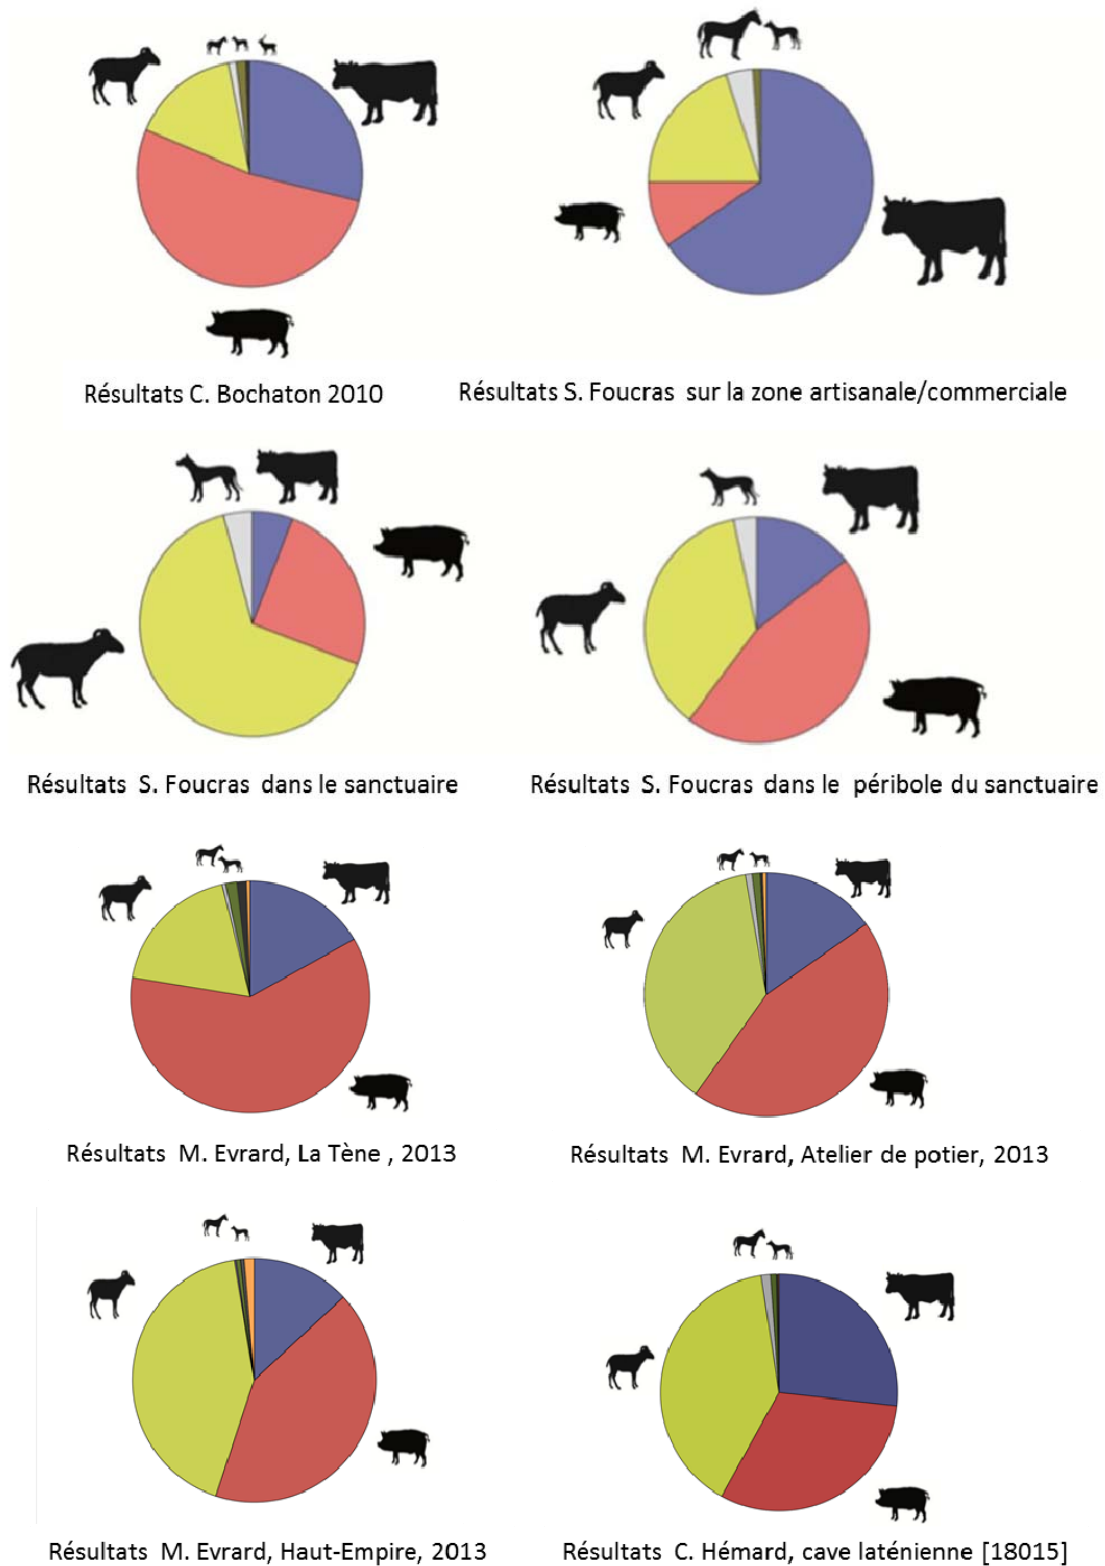 Résultats C. Bochaton 2010
Résultats S. Foucras sur la zone artisanale/commerciale
Résultats S. Foucras dans le sanctuaire
Résultats S. Foucras dans le péribole du sanctuaire
Résultats M. Evrard, La Tène , 2013
Résultats M. Evrard, Atelier de potier, 2013
Résultats M. Evrard, Haut-Empire, 2013
Résultats C. Hémard, cave laténienne [18015]